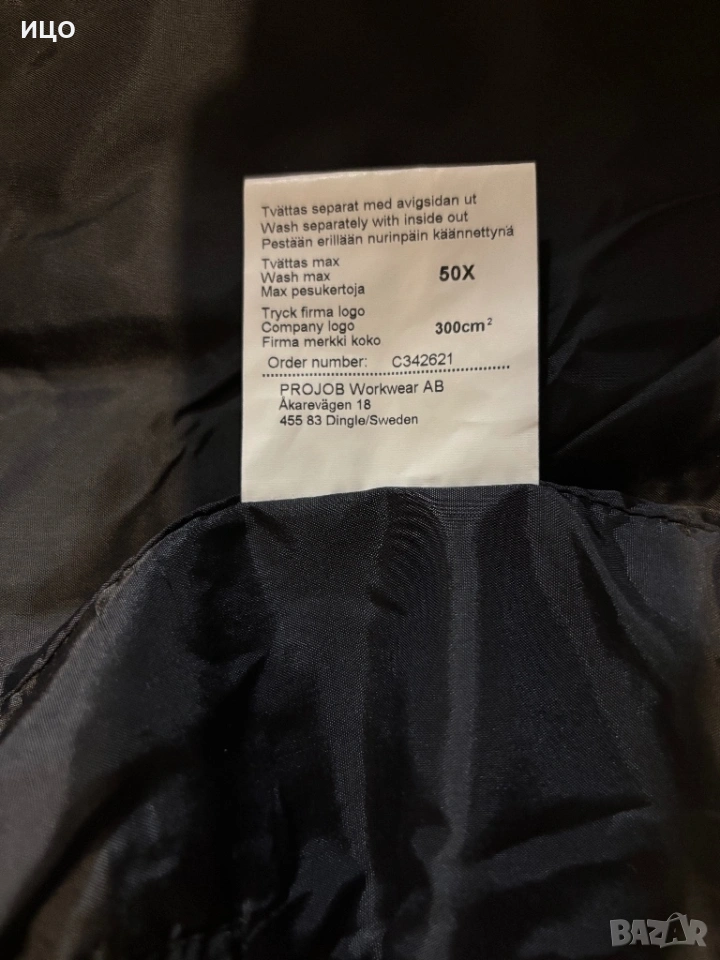 ицо
Tvättas separat med avigsidan ut
Wash separately with inside out
Pestään erillään nurinpäin käännettynä
Tvättas max
Wash max 50X
Max pesukertoja
Tryck firma logo
Company logo 300cm²
Firma merkki koko
Order number: C342621
PROJOB Workwear AB
Åkarevägen 18
455 83 Dingle/Sweden
BAZAR